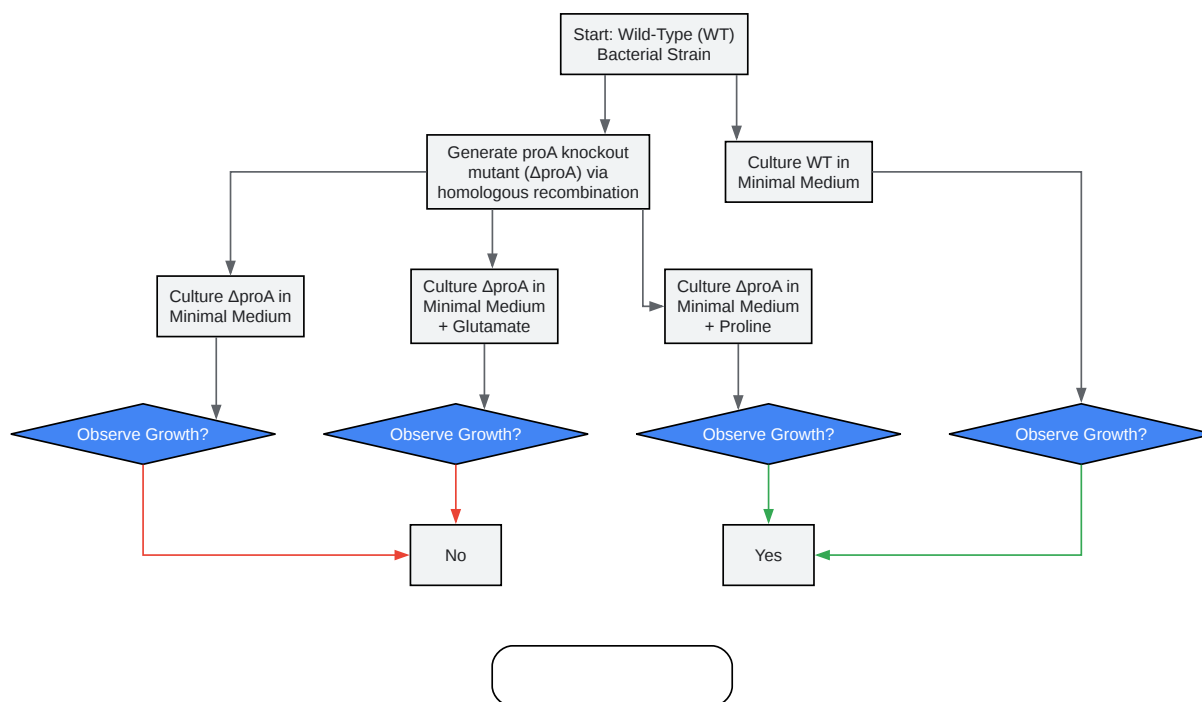 Start: Wild-Type (WT)
Bacterial Strain
Generate proA knockout
mutant (ΔproA) via
homologous recombination
Culture WT in
Minimal Medium
Culture ΔproA in
Minimal Medium
Culture ΔproA in
Minimal Medium
+ Glutamate
Culture ΔproA in
Minimal Medium
+ Proline
Observe Growth?
Observe Growth?
Observe Growth?
Observe Growth?
No
Yes